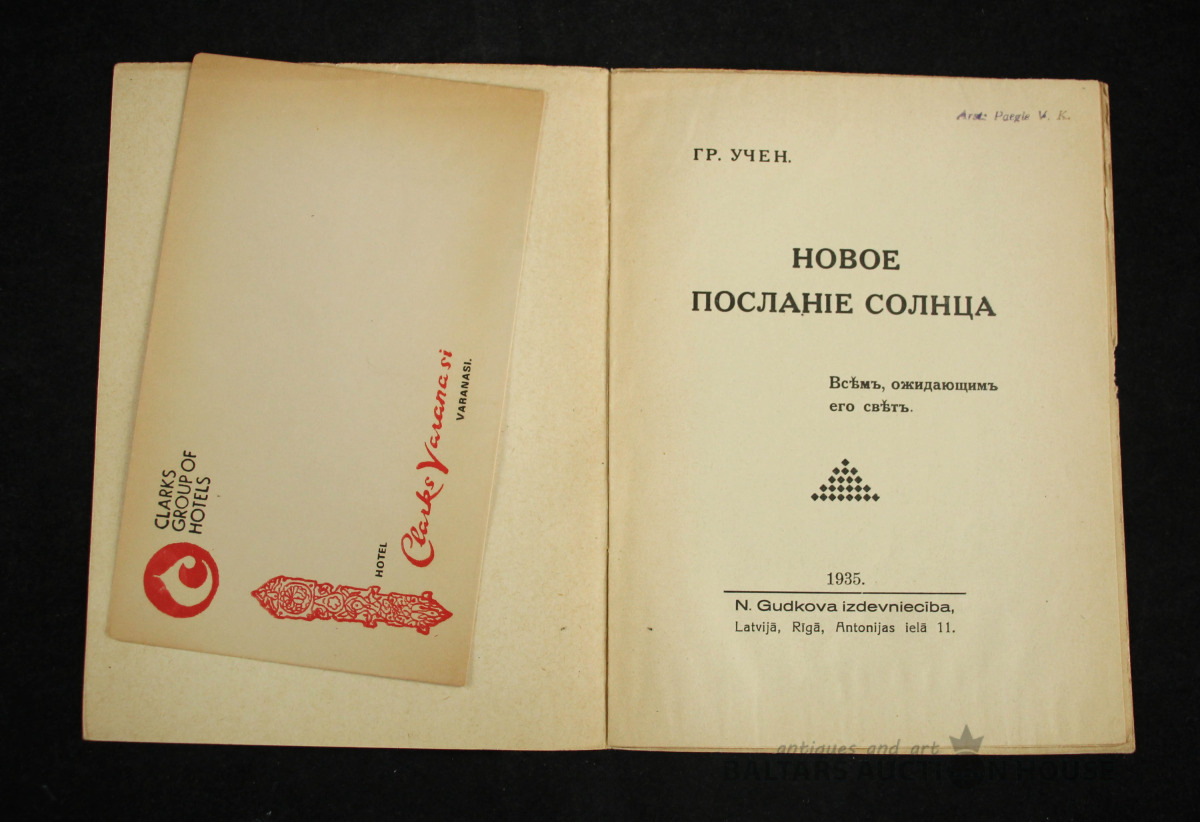 CLARKS
GROUP OF
HOTELS
HOTEL
Clarks Varanasi
VARANASI.
V. K.
ГР. УЧЕН.
НОВОЕ
ПОСЛАНІЕ СОЛНЦА
Всѣмъ, ожидающимъ
его свѣтъ.
1935.
N. Gudkova izdevniecība,
Latvijā, Rīgā, Antonijas ielā 11.
antiques and art
BALTARS AUCTION HOUSE